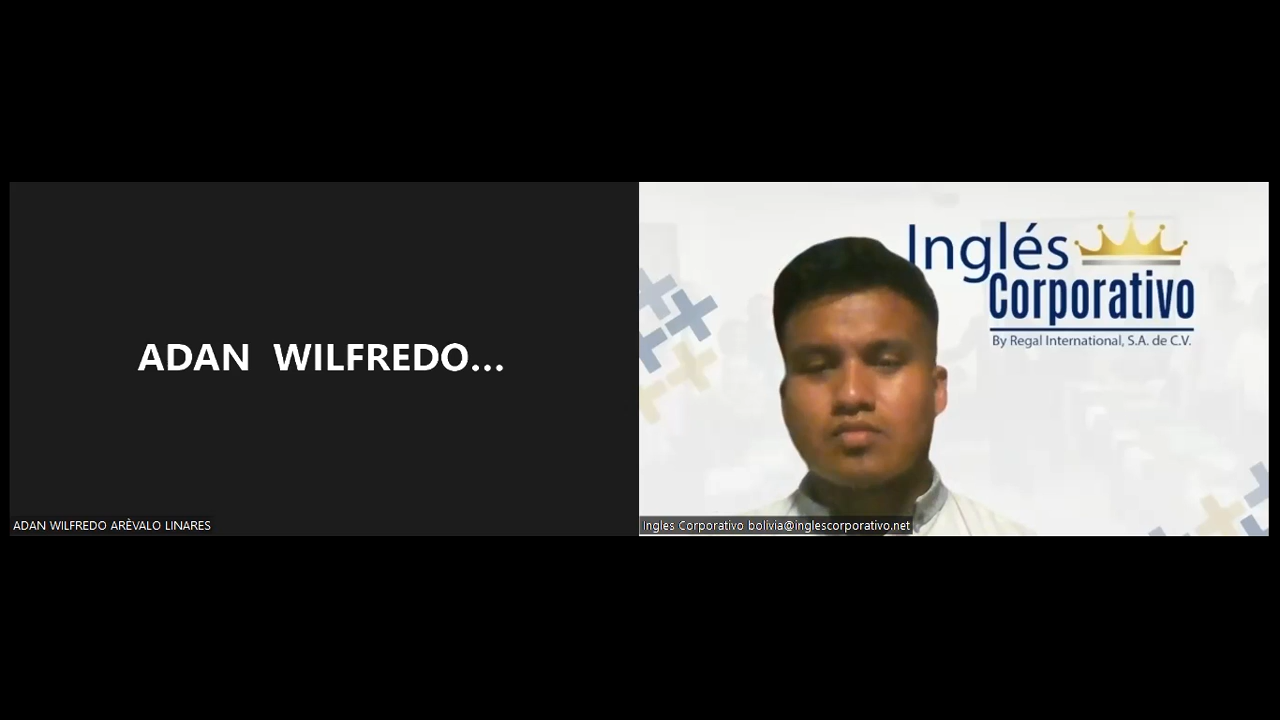 ADAN WILFREDO...
ADAN WILFREDO ARÈVALO LINARES
Inglés
Corporativo
By Regal International, S.A. de C.V.
Ingles Corporativo bolivia@inglescorporativo.net